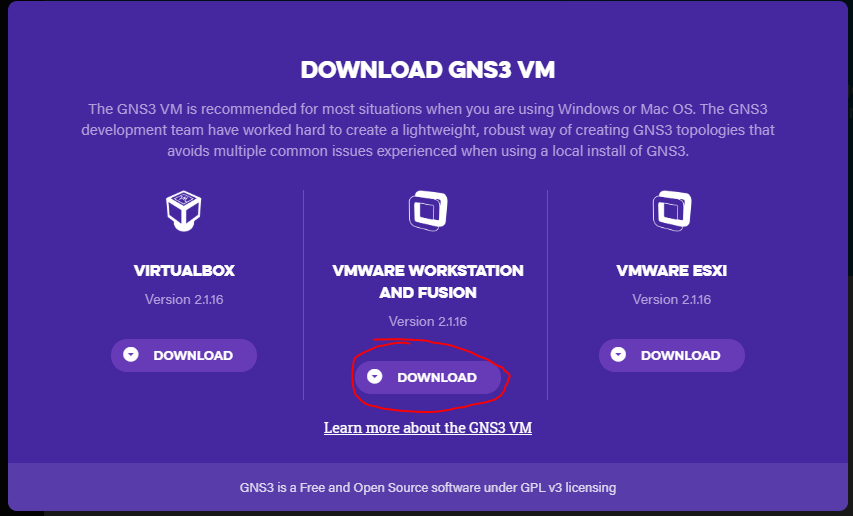 DOWNLOAD GNS3 VM
The GNS3 VM is recommended for most situations when you are using Windows or Mac OS. The GNS3
development team have worked hard to create a lightweight, robust way of creating GNS3 topologies that
avoids multiple common issues experienced when using a local install of GNS3.
VIRTUALBOX
Version 2.1.16
DOWNLOAD
VMWARE WORKSTATION
AND FUSION
Version 2.1.16
DOWNLOAD
VMWARE ESXI
Version 2.1.16
DOWNLOAD
Learn more about the GNS3 VM
GNS3 is a Free and Open Source software under GPL v3 licensing